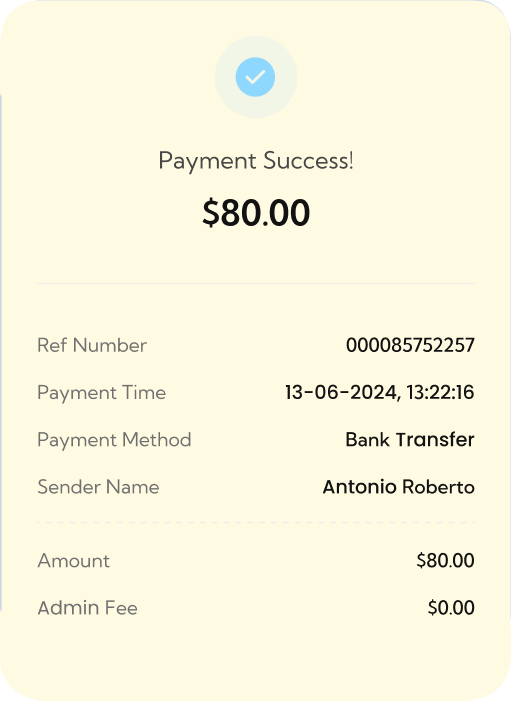 Payment Success!
$80.00
Ref Number 000085752257
Payment Time 13-06-2024, 13:22:16
Payment Method Bank Transfer
Sender Name Antonio Roberto
Amount $80.00
Admin Fee $0.00